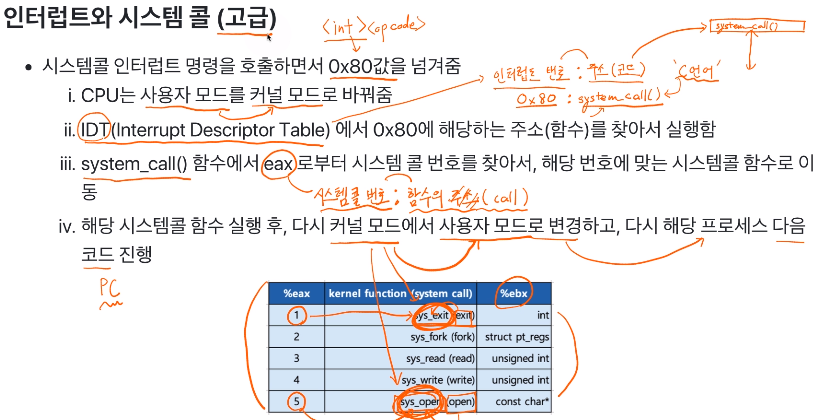 인터럽트와 시스템 콜 (고급)
<int><opcode>
system_call()
시스템콜 인터럽트 명령을 호출하면서 0x80값을 넘겨줌
인터럽트 번호 : 주소(코드) 'C언어'
0x80 : system_call()
i. CPU는 사용자 모드를 커널 모드로 바꿔줌
ii. IDT(Interrupt Descriptor Table) 에서 0x80에 해당하는 주소(함수)를 찾아서 실행함
iii. system_call() 함수에서 eax로부터 시스템 콜 번호를 찾아서, 해당 번호에 맞는 시스템콜 함수로 이
동
시스템콜 번호 : 함수의 주소(call)
iv. 해당 시스템콜 함수 실행 후, 다시 커널 모드에서 사용자 모드로 변경하고, 다시 해당 프로세스 다음
코드 진행
PC
%eax kernel function (system call) %ebx
1 sys_exit (exit) int
2 sys_fork (fork) struct pt_regs
3 sys_read (read) unsigned int
4 sys_write (write) unsigned int
5 sys_open (open) const char*